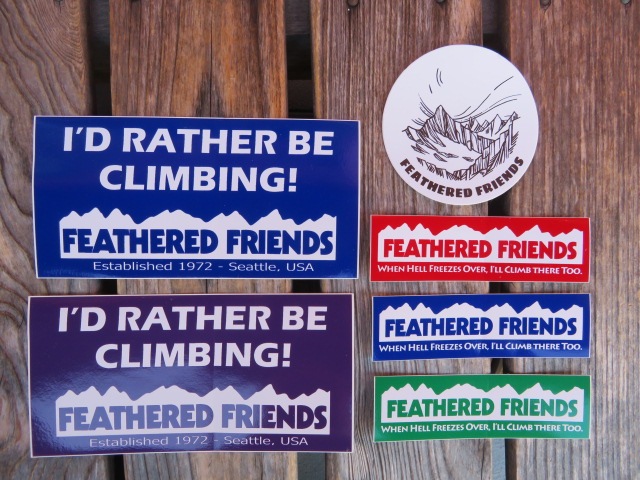 I'D RATHER BE
CLIMBING!
FEATHERED FRIENDS
Established 1972 - Seattle, USA
I'D RATHER BE
CLIMBING!
FEATHERED FRIENDS
Established 1972 - Seattle, USA
FEATHERED FRIENDS
FEATHERED FRIENDS
WHEN HELL FREEZES OVER, I'LL CLIMB THERE TOO.
FEATHERED FRIENDS
WHEN HELL FREEZES OVER, I'LL CLIMB THERE TOO.
FEATHERED FRIENDS
WHEN HELL FREEZES OVER, I'LL CLIMB THERE TOO.